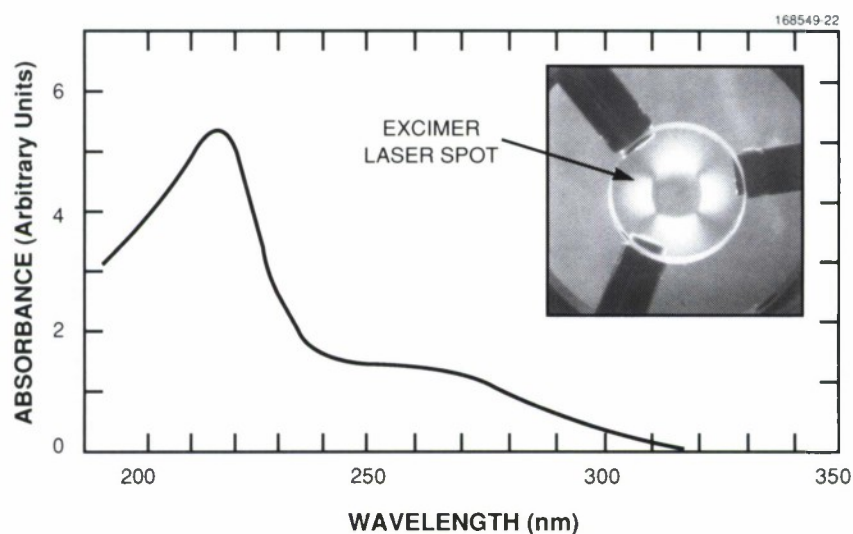 168549-22
ABSORBANCE (Arbitrary Units)
6
4
2
0
EXCIMER
LASER SPOT
200
250
300
350
WAVELENGTH (nm)